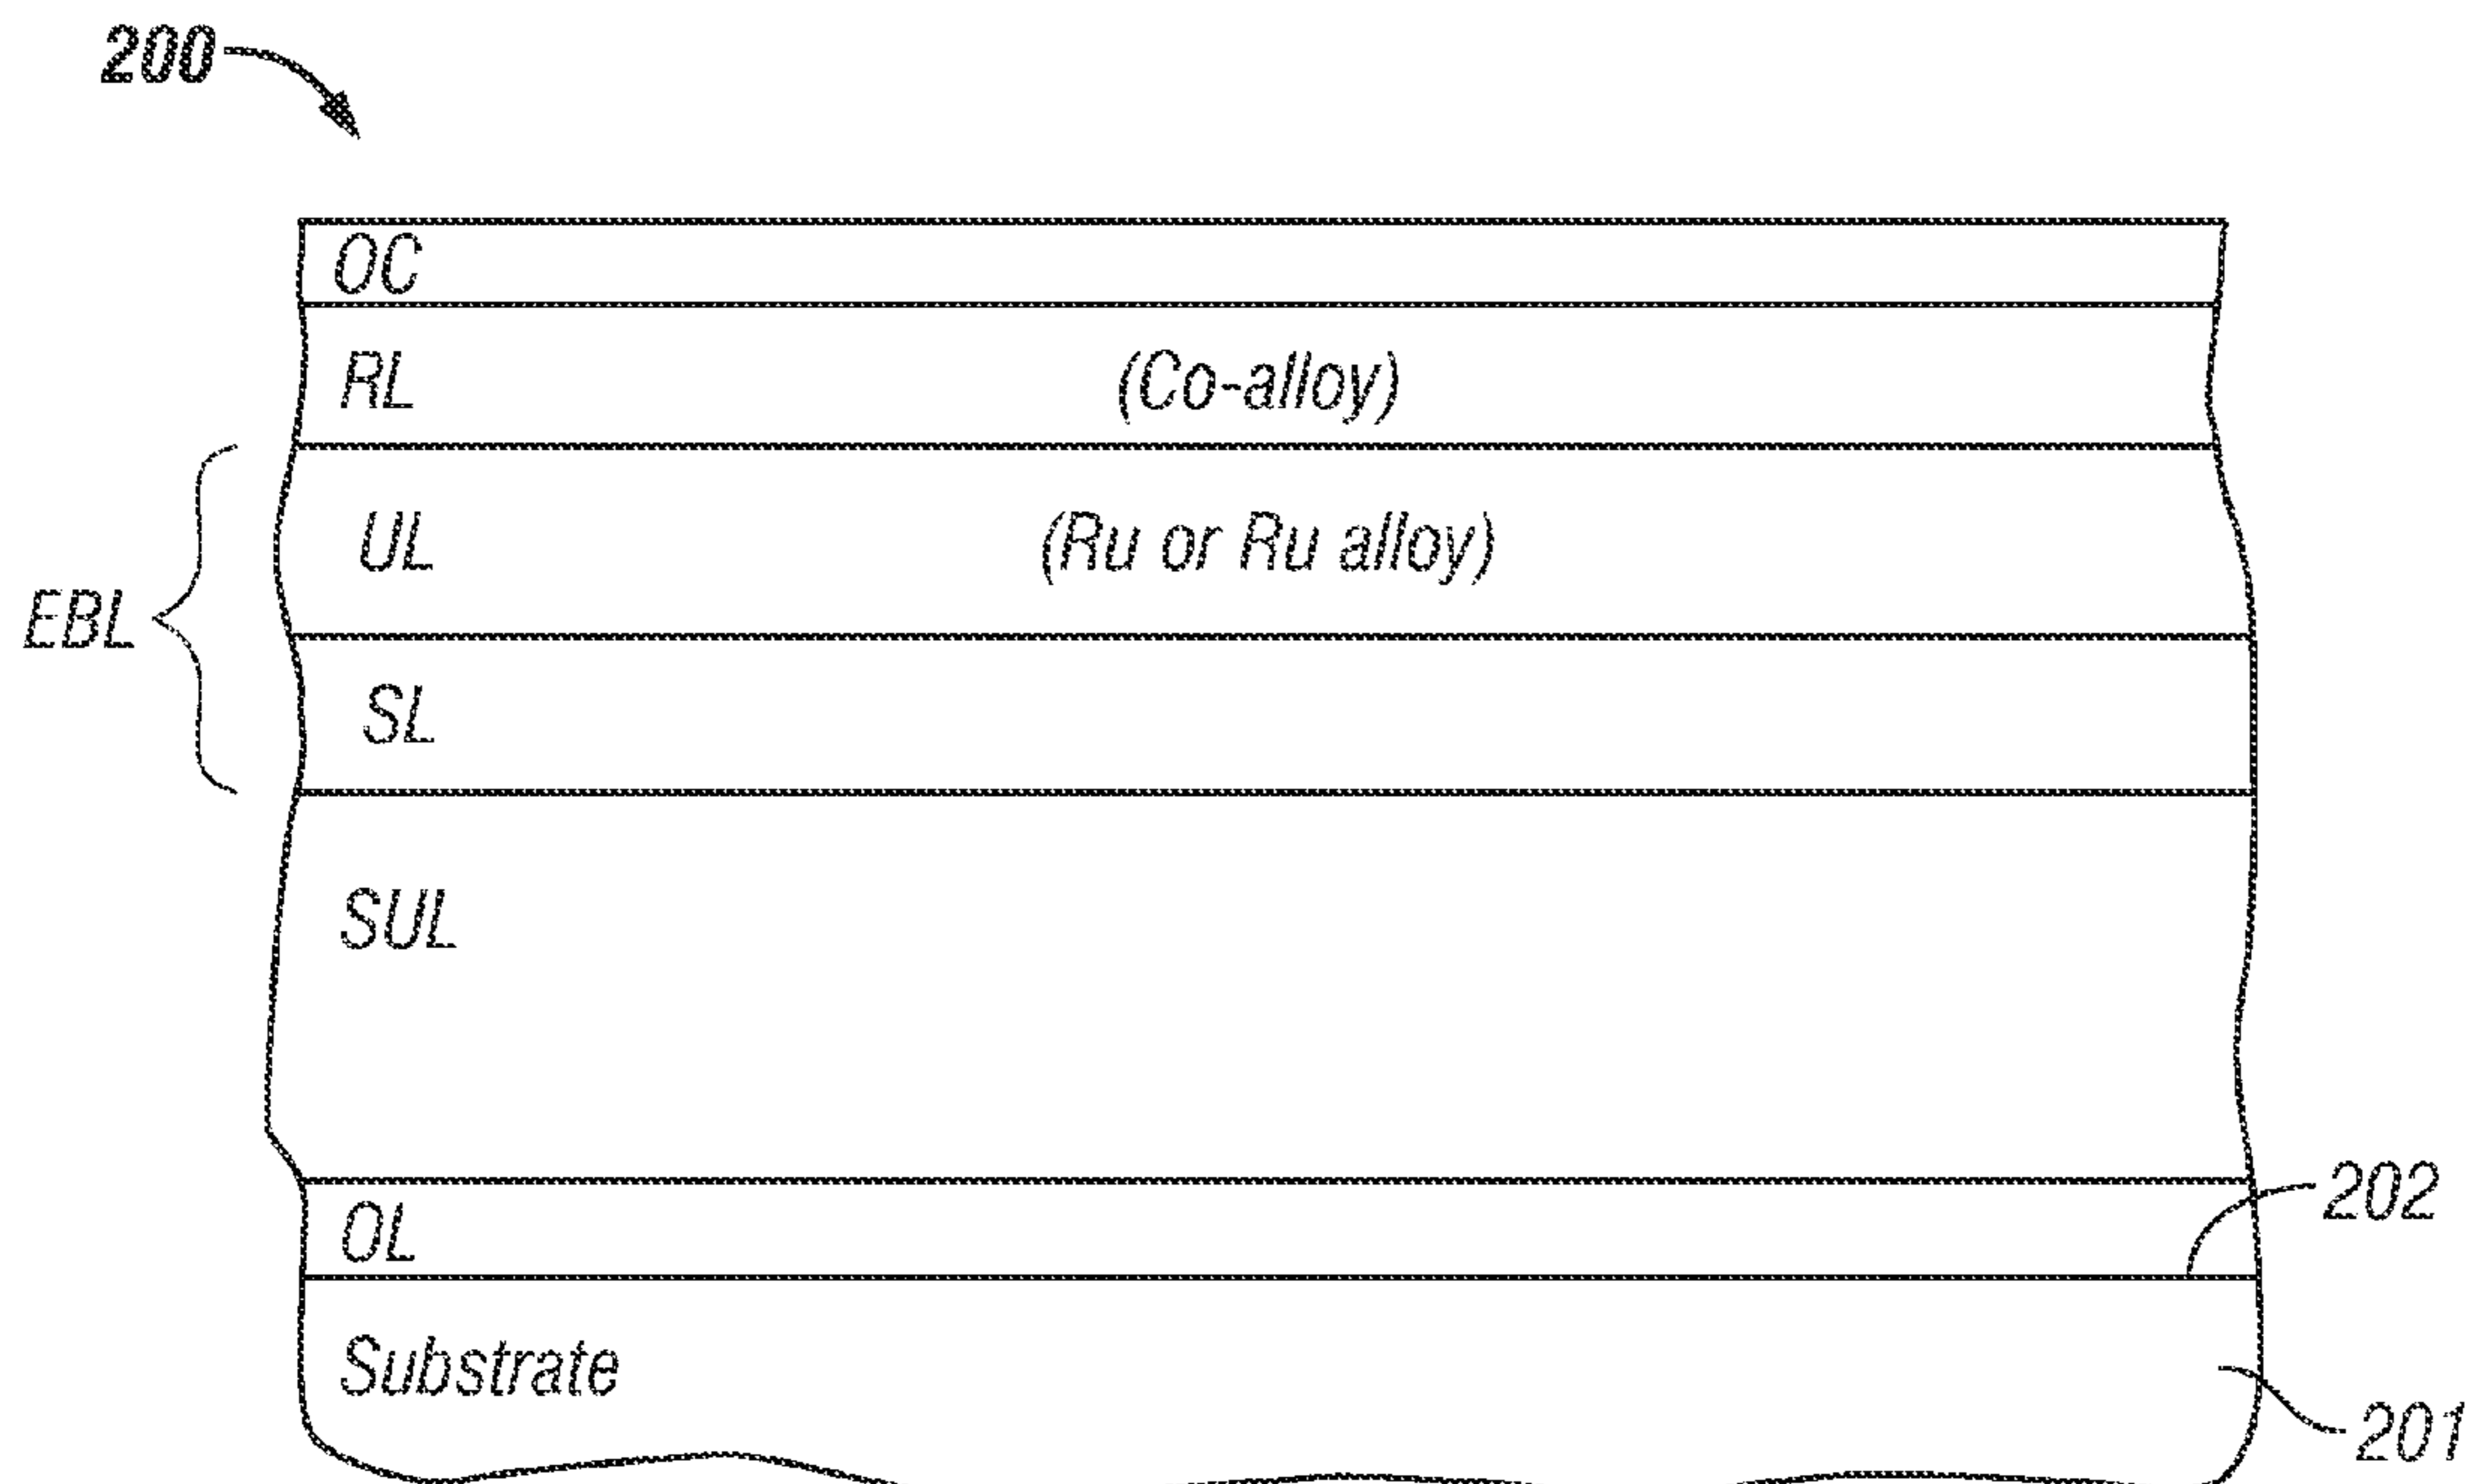 200
OC
RL (Co-alloy)
UL (Ru or Ru alloy)
EBL
SL
SUL
202
OL
Substrate
201